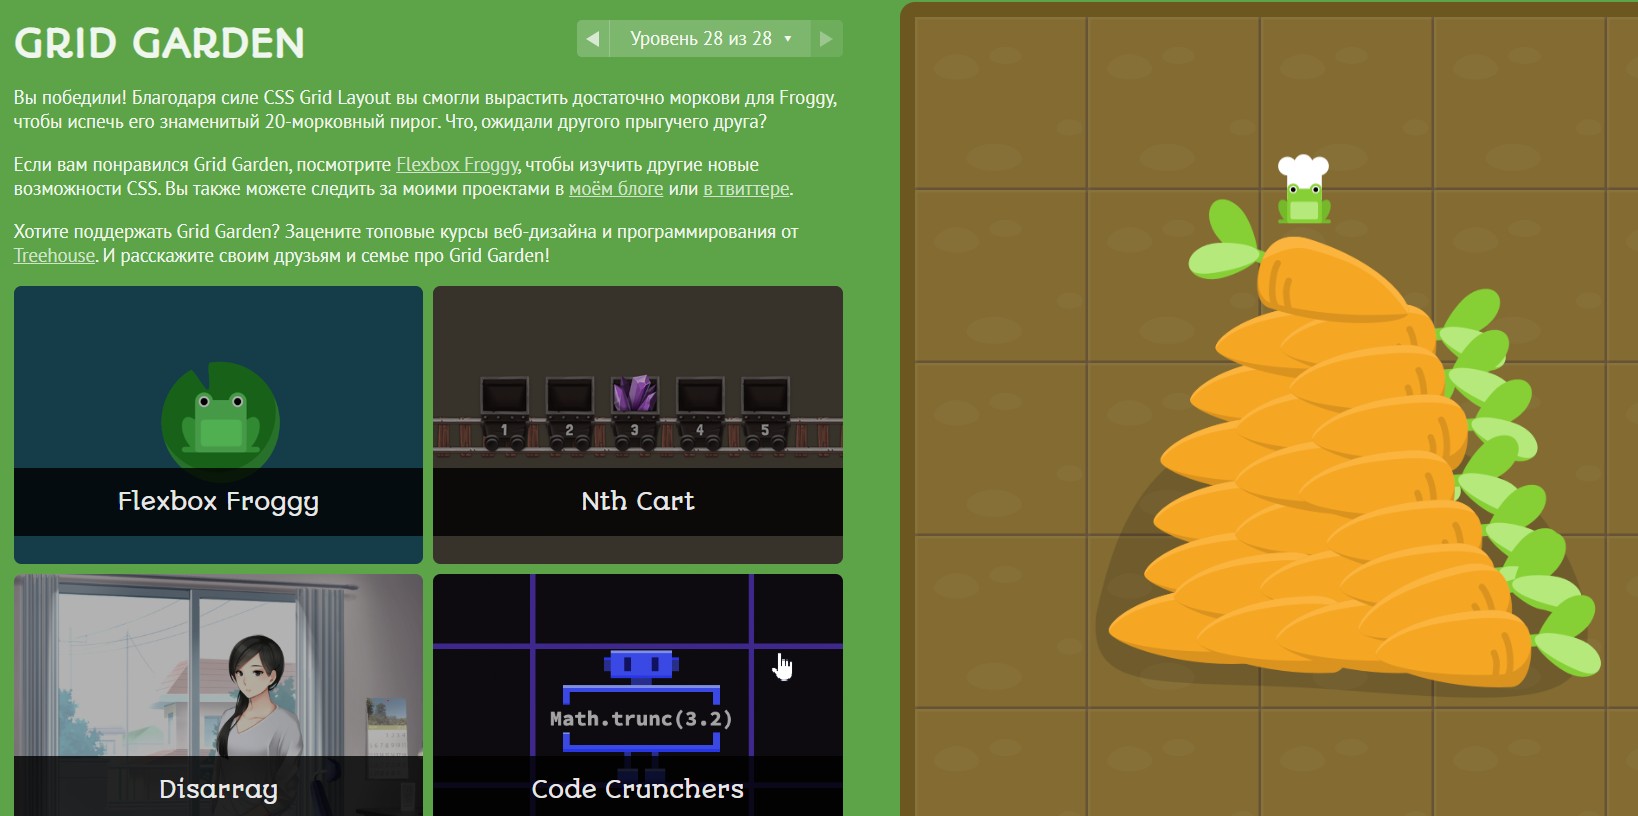 GRID GARDEN
Уровень 28 из 28
Вы победили! Благодаря силе CSS Grid Layout вы смогли вырастить достаточно моркови для Froggy,
чтобы испечь его знаменитый 20-морковный пирог. Что, ожидали другого прыгучего друга?
Если вам понравился Grid Garden, посмотрите Flexbox Froggy, чтобы изучить другие новые
возможности CSS. Вы также можете следить за моими проектами в моём блоге или в твиттере.
Хотите поддержать Grid Garden? Зацените топовые курсы веб-дизайна и программирования от
Treehouse. И расскажите своим друзьям и семье про Grid Garden!
1 2 3 4 5
Flexbox Froggy
Nth Cart
Math.trunc(3.2)
Disarray
Code Crunchers